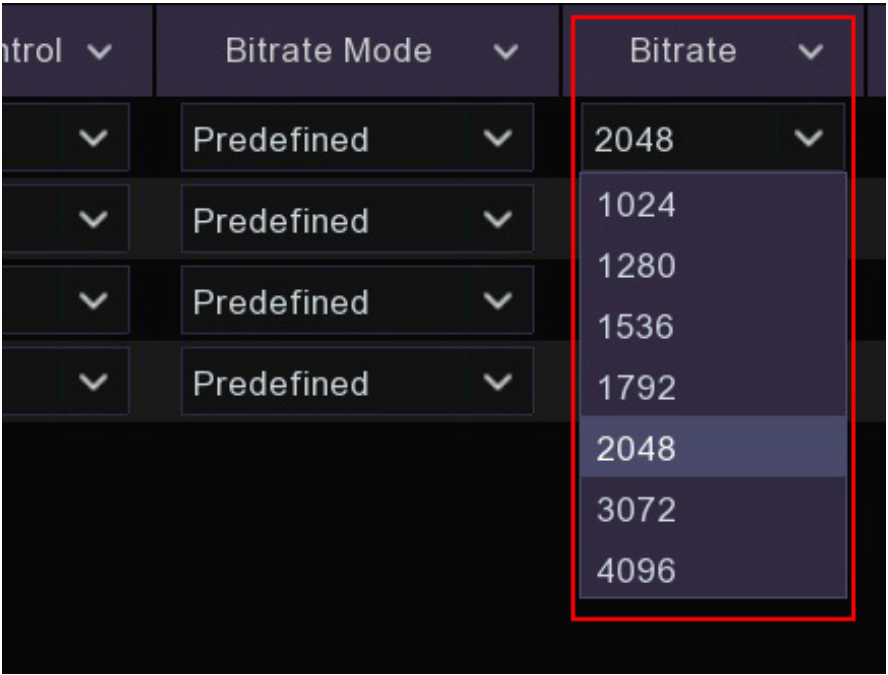 ntrol Bitrate Mode Bitrate
Predefined 2048
Predefined 1024
Predefined 1280
1536
Predefined 1792
2048
3072
4096